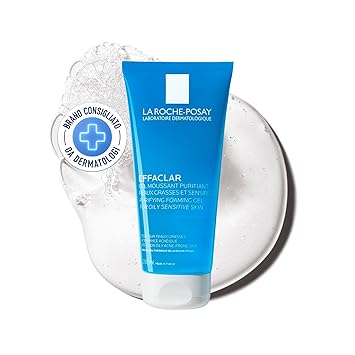 BRAND CONSIGLIATO
DA DERMATOLOGI
LA ROCHE-POSAY
LABORATOIRE DERMATOLOGIQUE
EFFACLAR
GEL MOUSSANT PURIFIANT
PEAUX GRASSES ET SENSIBLES
PURIFYING FOAMING GEL
FOR OILY SENSITIVE SKIN
Made in France